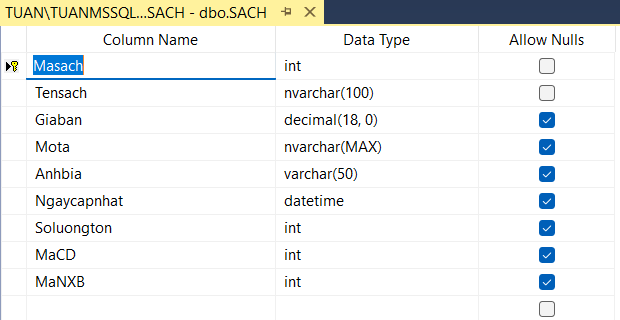 TUAN\TUANMSSQL...SACH - dbo.SACH
Column Name Data Type Allow Nulls
Masach int
Tensach nvarchar(100)
Giaban decimal(18, 0)
Mota nvarchar(MAX)
Anhbia varchar(50)
Ngaycapnhat datetime
Soluongton int
MaCD int
MaNXB int